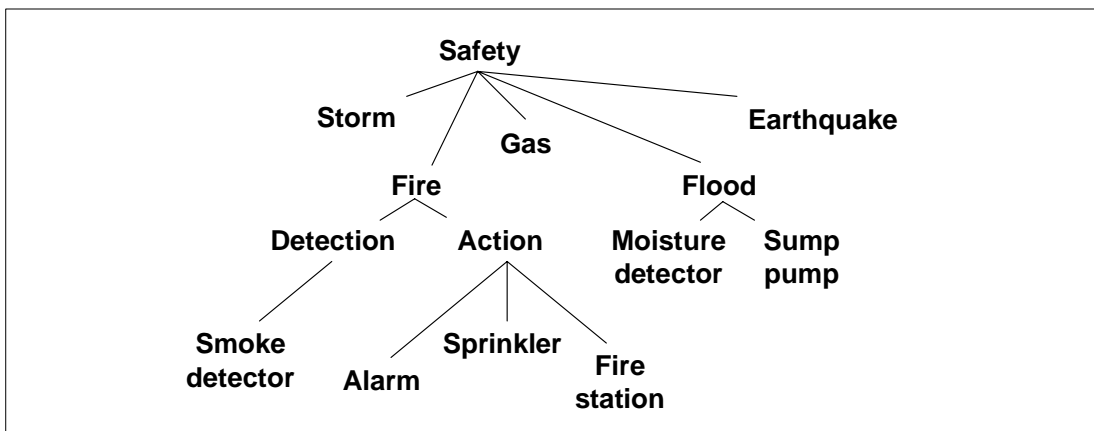 Safety
Storm
Gas
Earthquake
Fire
Flood
Detection
Action
Moisture
detector
Sump
pump
Smoke
detector
Alarm
Sprinkler
Fire
station